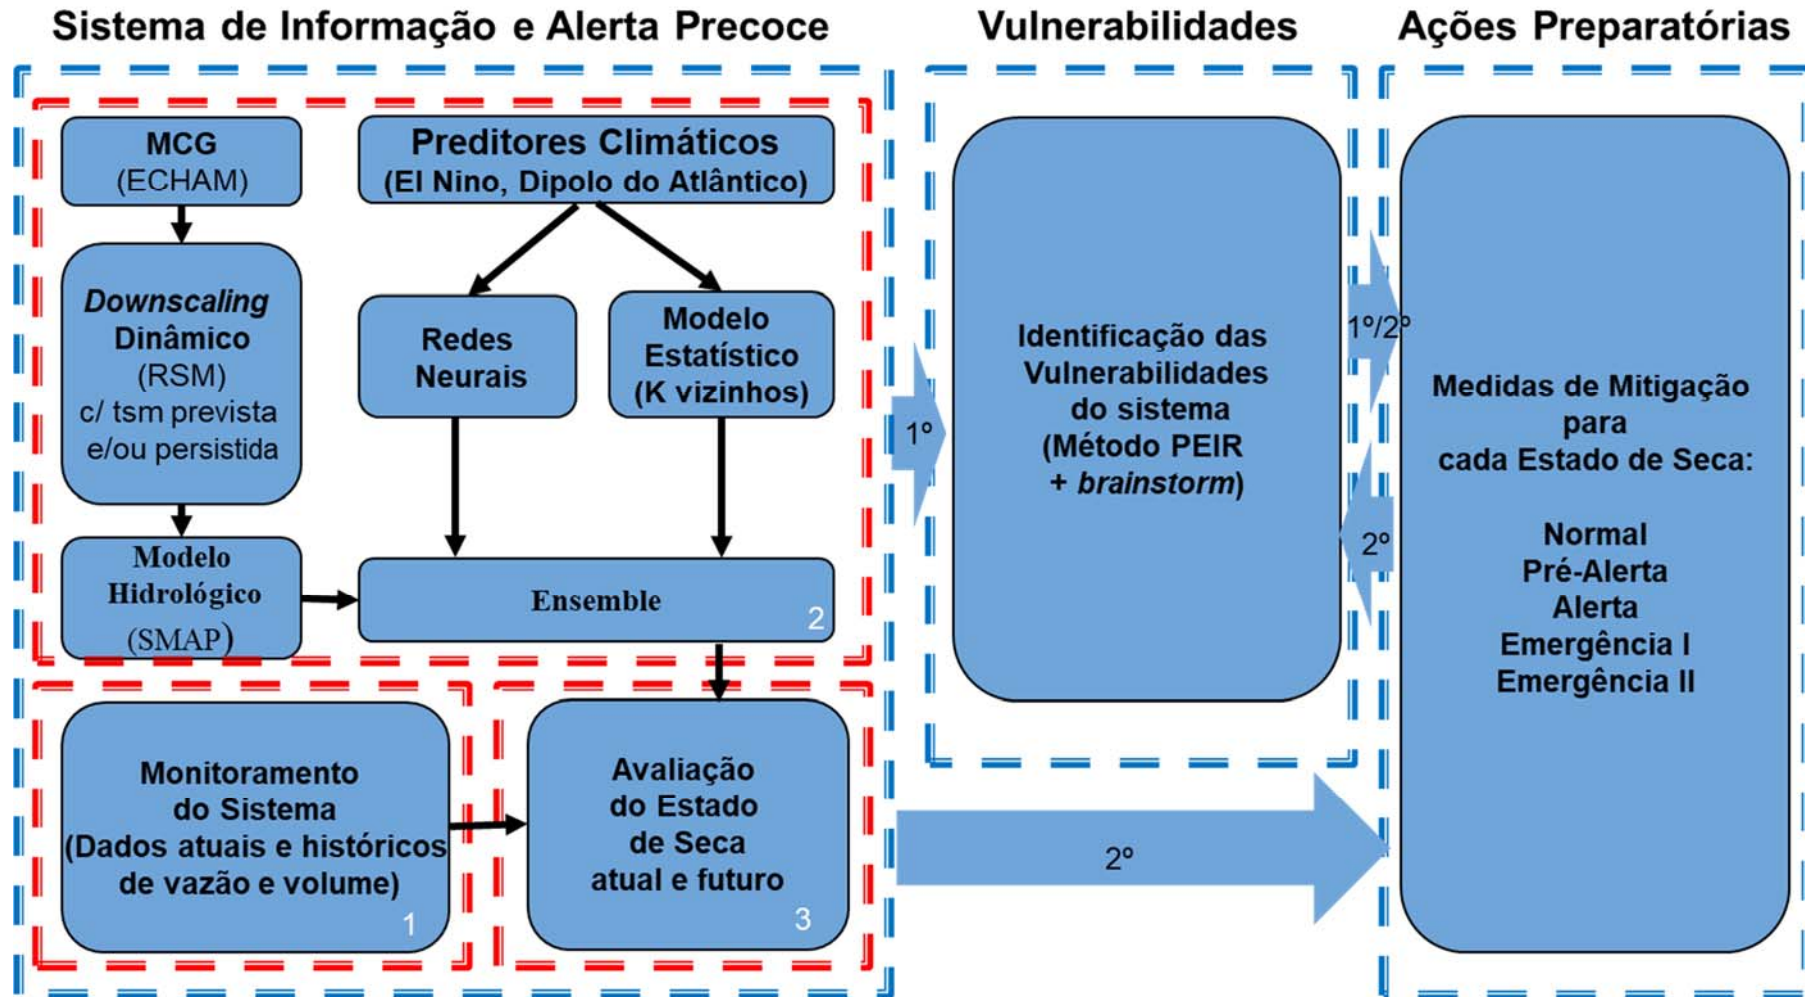 Sistema de Informação e Alerta Precoce
Vulnerabilidades
Ações Preparatórias
MCG
(ECHAM)
Preditores Climáticos
(El Nino, Dipolo do Atlântico)
Downscaling
Dinâmico
(RSM)
c/ tsm prevista
e/ou persistida
Redes
Neurais
Modelo
Estatístico
(K vizinhos)
Modelo
Hidrológico
(SMAP)
Ensemble
2
Monitoramento
do Sistema
(Dados atuais e históricos
de vazão e volume)
1
Avaliação
do Estado
de Seca
atual e futuro
3
1º
Identificação das
Vulnerabilidades
do sistema
(Método PEIR
+ brainstorm)
1º/2º
2º
2º
Medidas de Mitigação
para
cada Estado de Seca:
Normal
Pré-Alerta
Alerta
Emergência I
Emergência II